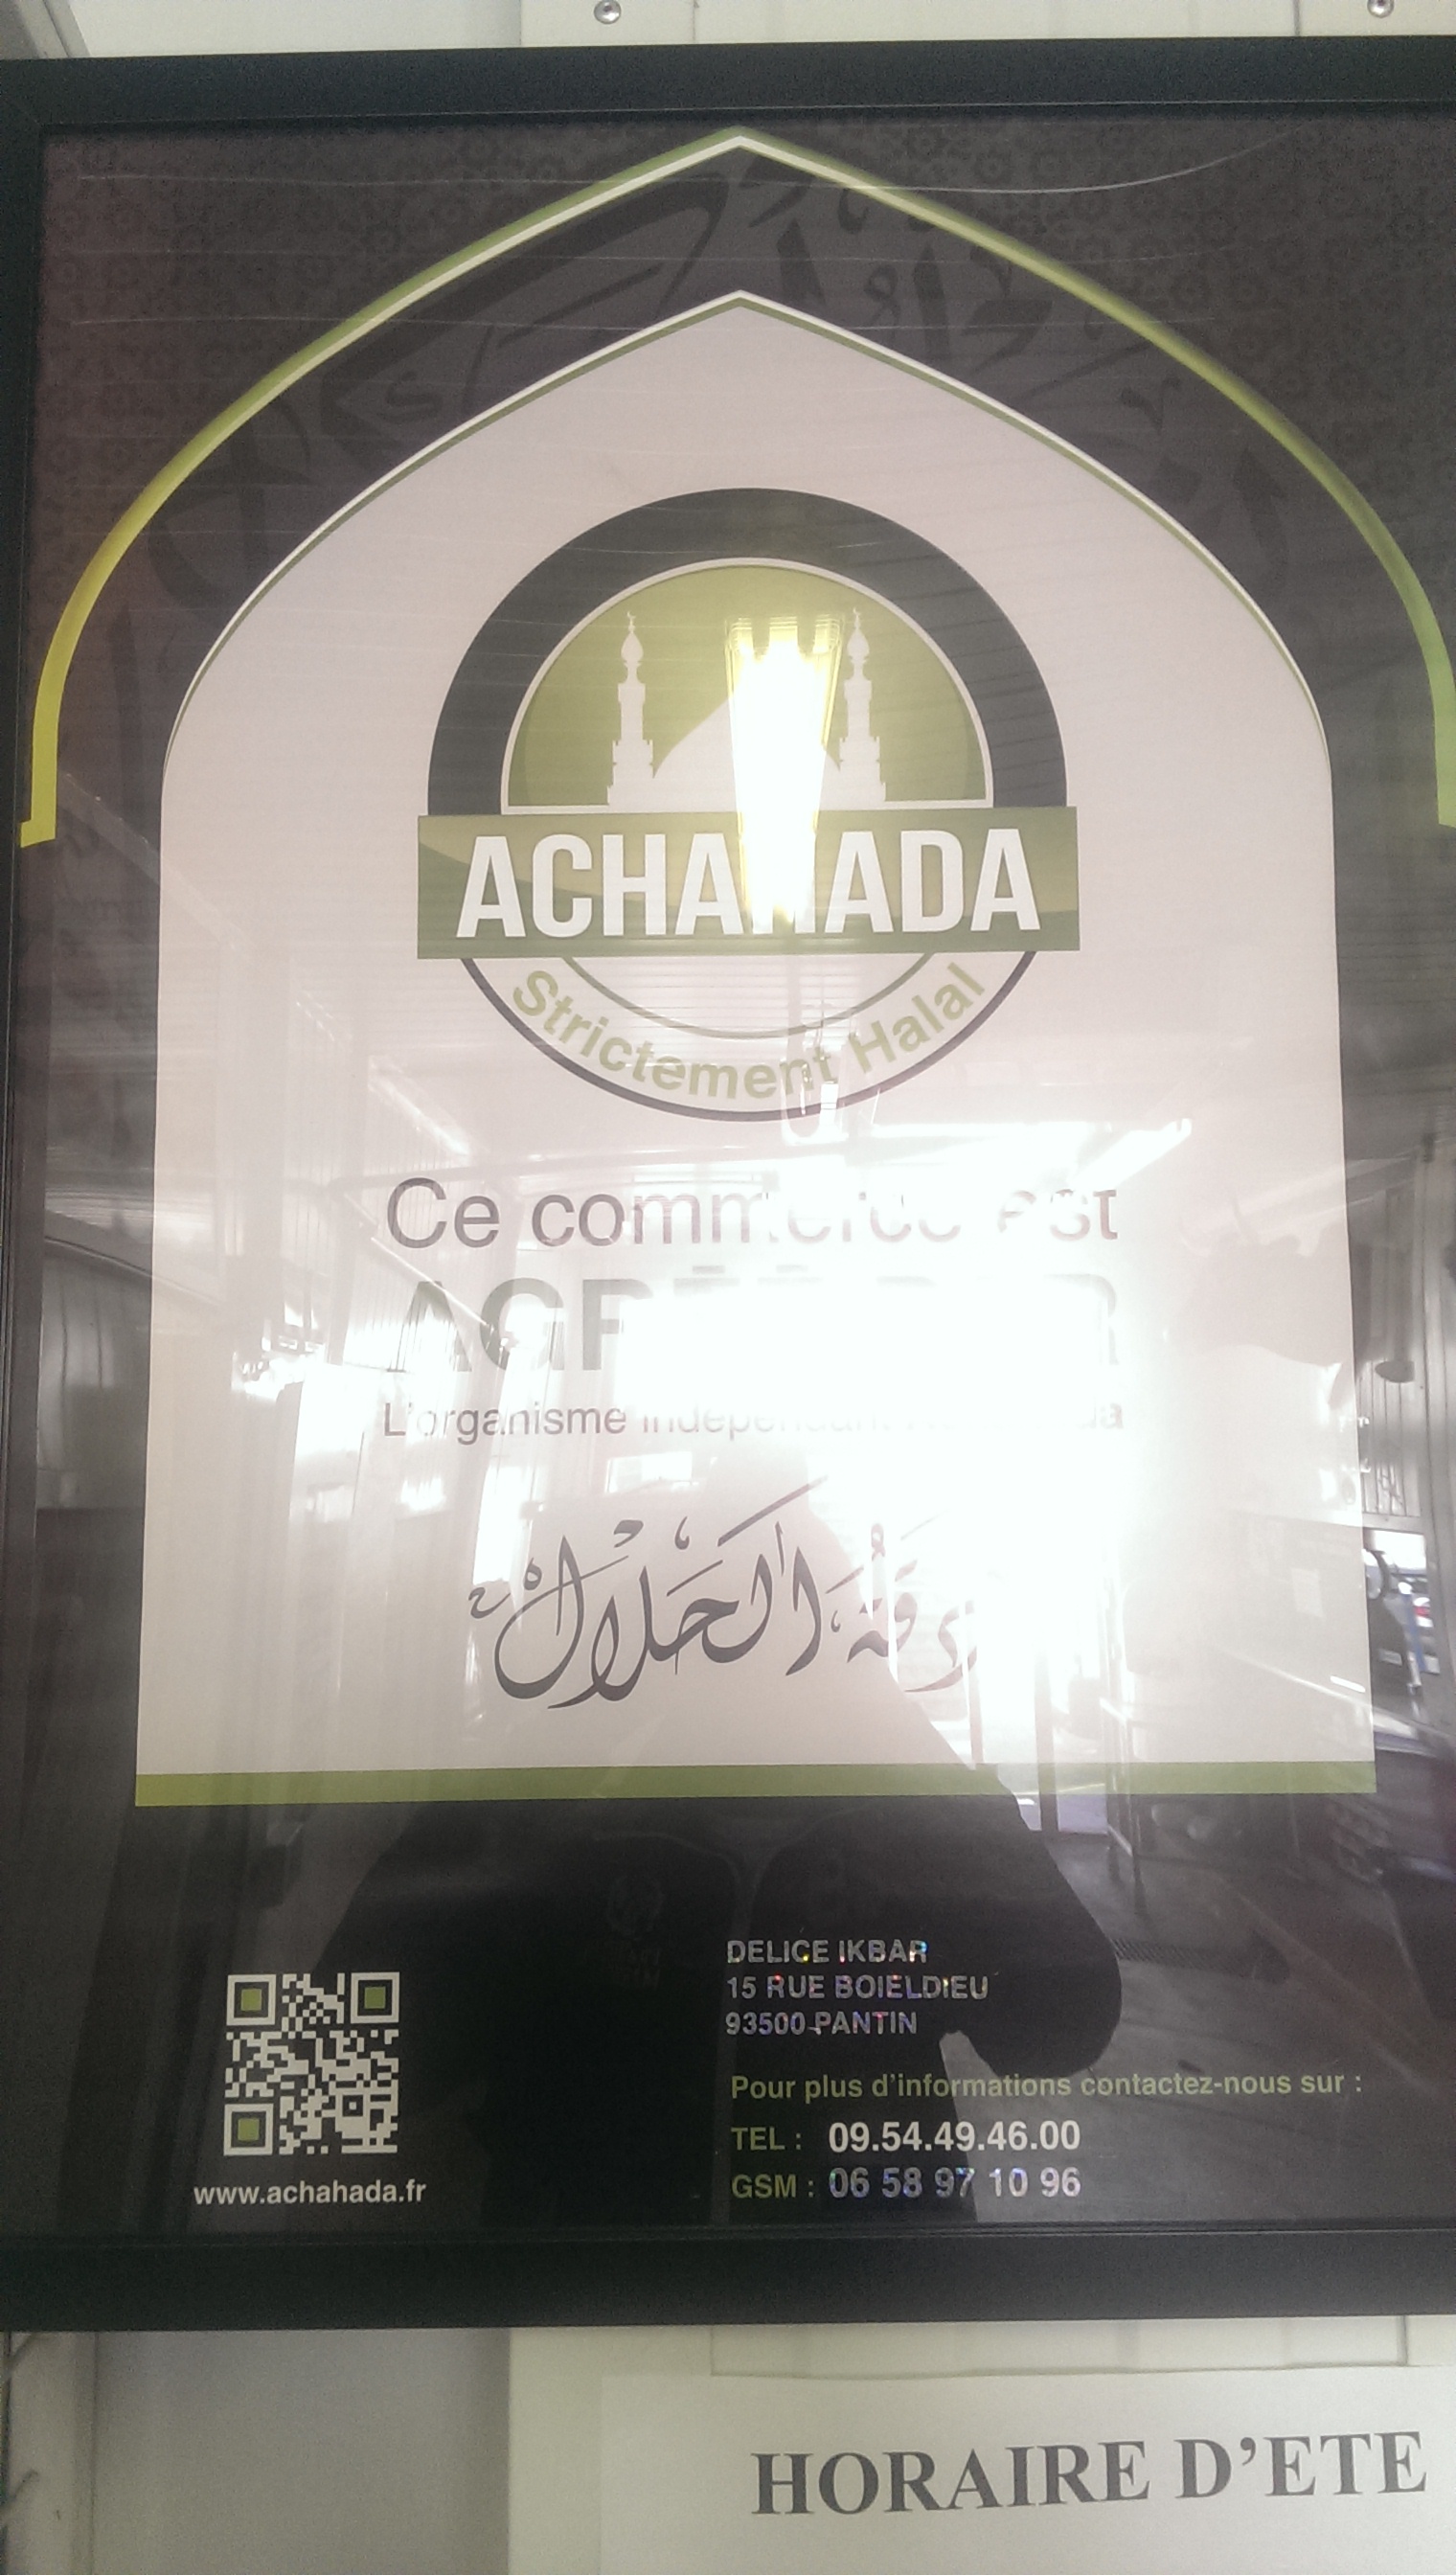 ACHAHADA
Strictement Halal
Ce commerce est
L'organisme indépendant
DELICE IKBAR
15 RUE BOIELDIEU
93500 PANTIN
Pour plus d'informations contactez-nous sur :
TEL : 09.54.49.46.00
GSM : 06 58 97 10 96
www.achahada.fr
HORAIRE D'ETE